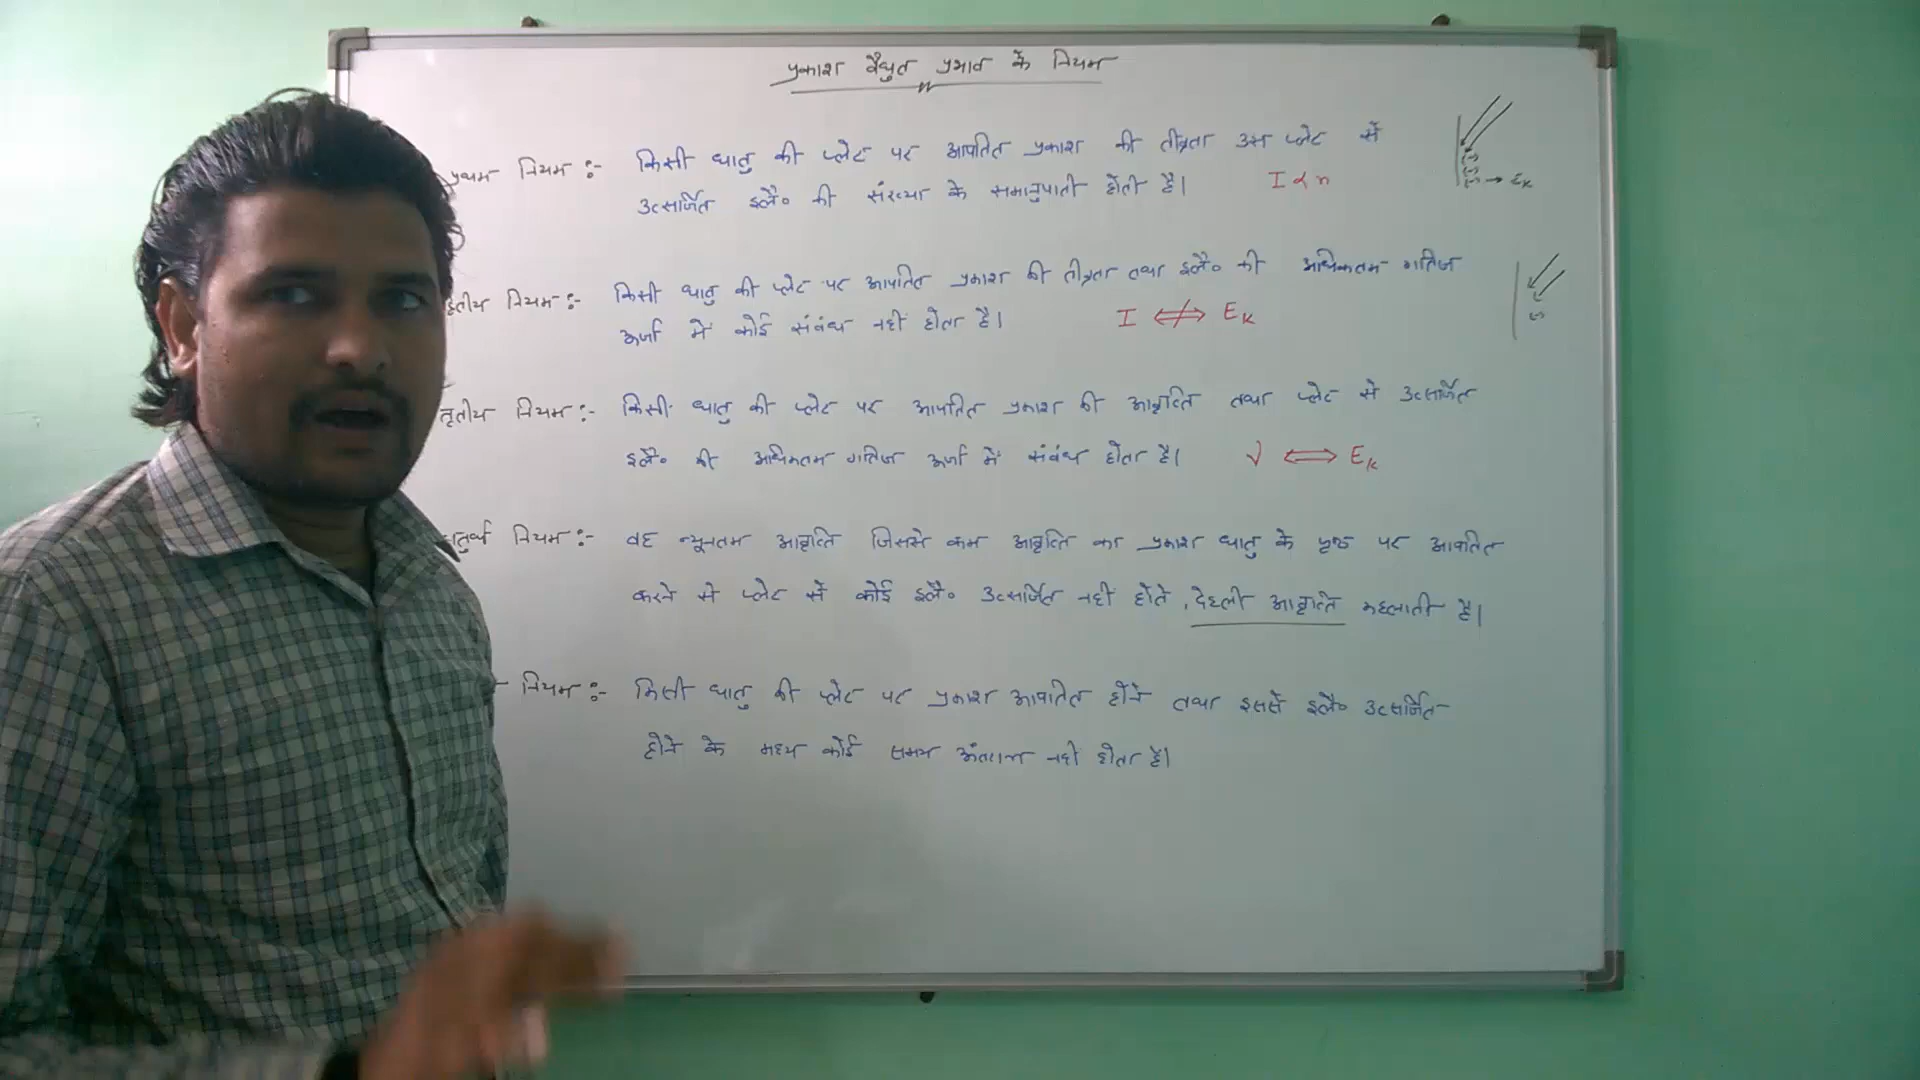 प्रकाश वैधुत प्रभाव के नियम
प्रथम नियम :- किसी धातु की प्लेट पर आपतित प्रकाश की तीव्रता उस प्लेट से
उत्सर्जित इलै० की संख्या के समानुपाती होती है। I ∝ n
(-) (-) (-) → Eₖ
द्वितीय नियम :- किसी धातु की प्लेट पर आपतित प्रकाश की तीव्रता तथा इलै० की अधिकतम गतिज
ऊर्जा में कोई संबंध नहीं होता है। I ⇎ Eₖ
(-)
तृतीय नियम :- किसी धातु की प्लेट पर आपतित प्रकाश की आवृत्ति तथा प्लेट से उत्सर्जित
इलै० की अधिकतम गतिज ऊर्जा में संबंध होता है। ν ⟺ Eₖ
चतुर्थ नियम :- वह न्यूनतम आवृत्ति जिससे कम आवृत्ति का प्रकाश धातु के पृष्ठ पर आपतित
करने से प्लेट से कोई इलै० उत्सर्जित नहीं होते, देहली आवृत्ति कहलाती है।
नियम :- किसी धातु की प्लेट पर प्रकाश आपतित होने तथा इससे इलै० उत्सर्जित
होने के मध्य कोई समय अंतराल नहीं होता है।